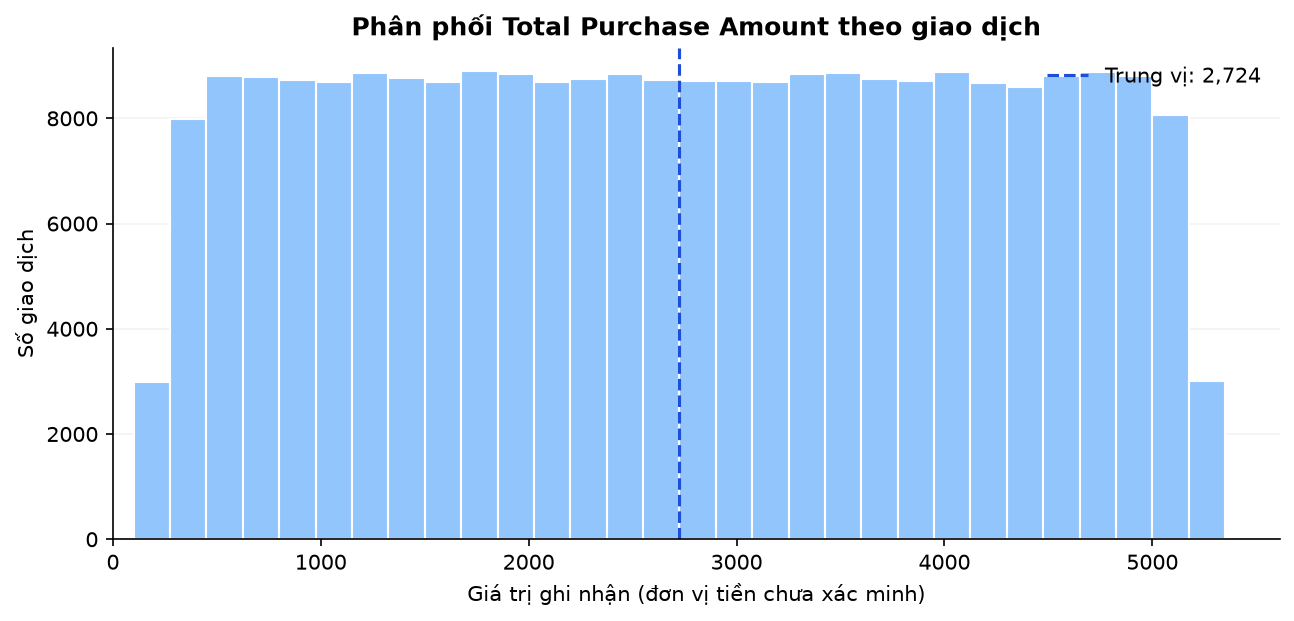 Phân phối Total Purchase Amount theo giao dịch
Trung vị: 2,724
Số giao dịch
8000
6000
4000
2000
0
0 1000 2000 3000 4000 5000
Giá trị ghi nhận (đơn vị tiền chưa xác minh)